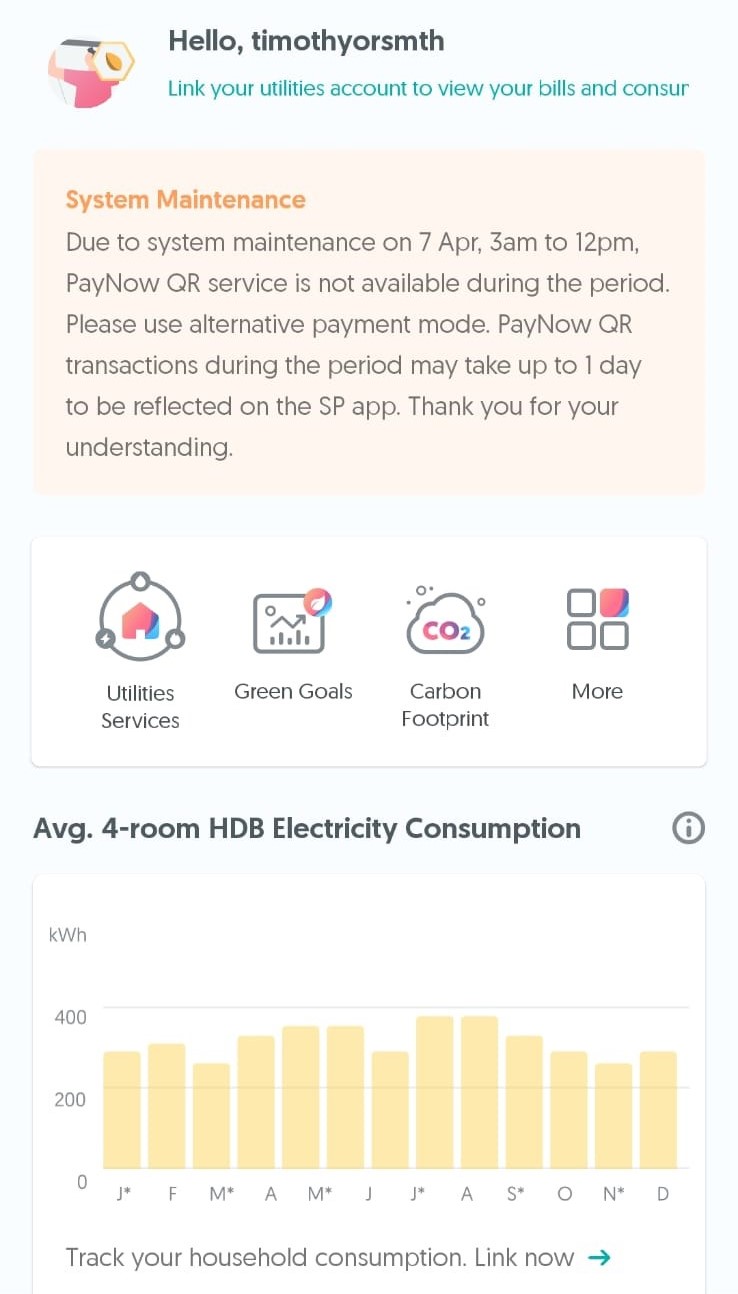 Hello, timothyorsmth
Link your utilities account to view your bills and consur
System Maintenance
Due to system maintenance on 7 Apr, 3am to 12pm,
PayNow QR service is not available during the period.
Please use alternative payment mode. PayNow QR
transactions during the period may take up to 1 day
to be reflected on the SP app. Thank you for your
understanding.
CO2
Utilities
Services
Green Goals
Carbon
Footprint
More
Avg. 4-room HDB Electricity Consumption
kWh
400
200
0
J* F M* A M* J J* A S* O N* D
Track your household consumption. Link now →